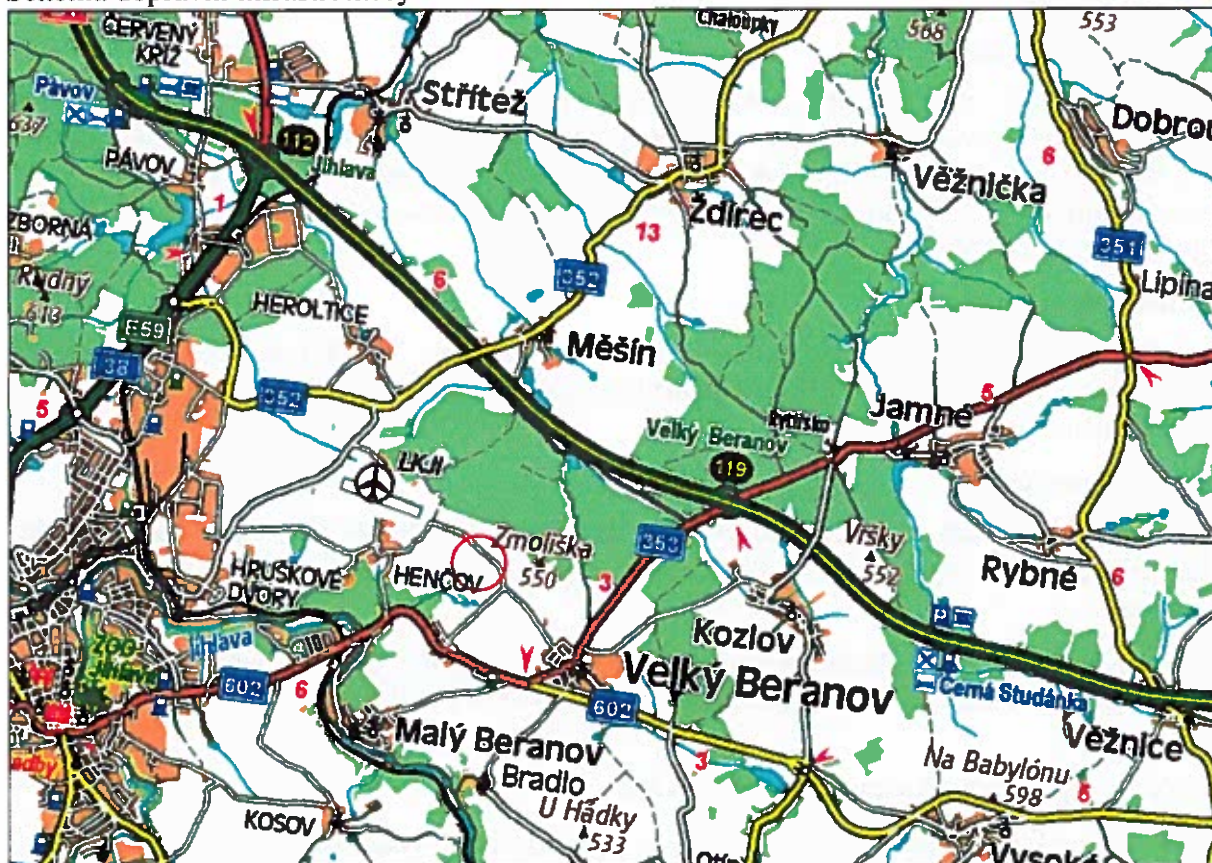 Chaloupky
568
553
ČERVENÝ
KŘÍŽ
Pávov
Střítež
Dobrou
637
112
Jihlava
PÁVOV
6
Věžnička
1
Ždírec
ZBORNÁ
13
351
Rudný
613
352
Lipina
6
HEROLTICE
E59
Měšín
38
352
5
Jamné
5
Rytířsko
Velký Beranov
119
LKJI
Zmoliška
550
353
Vršky
552
HENČOV
HRUŠKOVÉ
DVORY
3
Rybné
6
Kozlov
P
ZOO
Jihlava
Jihlava
602
6
Velký Beranov
602
Černá Studánka
Věžnice
Malý Beranov
3
Bradlo
Na Babylónu
598
5
KOSOV
U Hádky
533
Vysoké